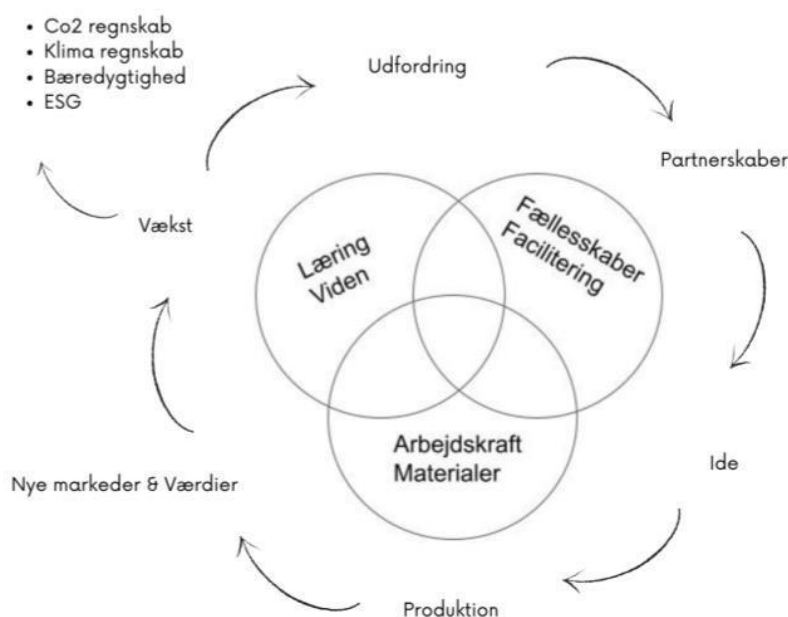 Co2 regnskab
Klima regnskab
Bæredygtighed
ESG
Udfordring
Partnerskaber
Vækst
Læring
Viden
Fællesskaber
Facilitering
Arbejdskraft
Materialer
Ide
Nye markeder & Værdier
Produktion